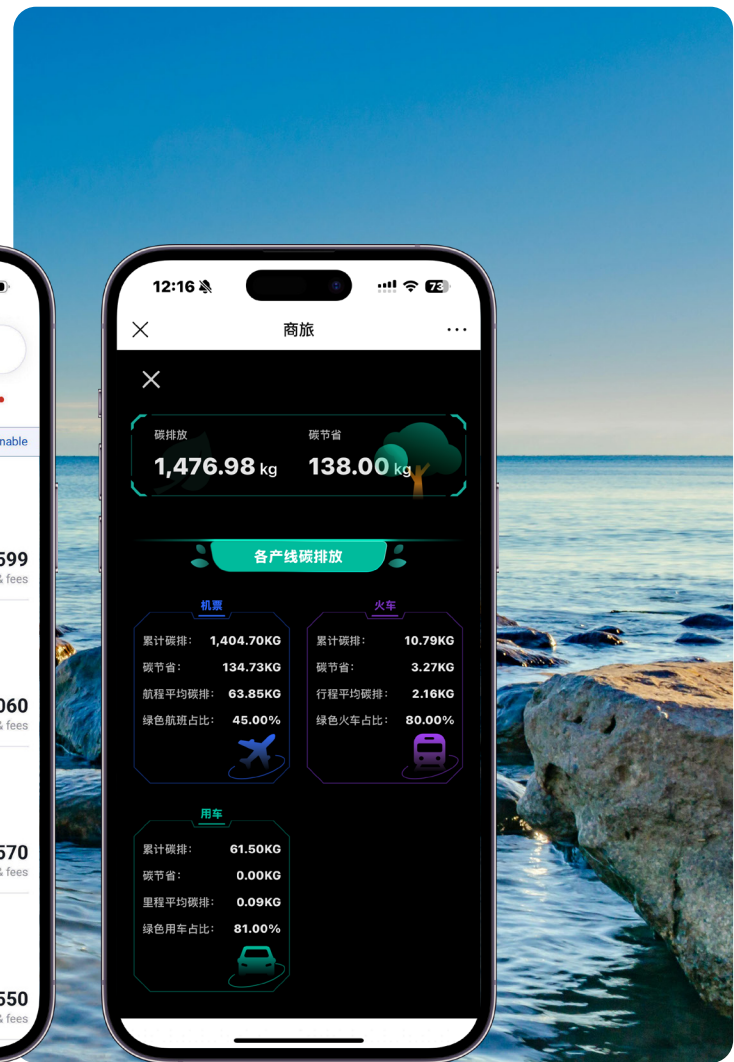 nable
599
& fees
060
& fees
570
& fees
550
& fees
12:16
73
商旅
碳排放
碳节省
1,476.98 kg
138.00 kg
各产线碳排放
机票
累计碳排: 1,404.70KG
碳节省: 134.73KG
航程平均碳排: 63.85KG
绿色航班占比: 45.00%
火车
累计碳排: 10.79KG
碳节省: 3.27KG
行程平均碳排: 2.16KG
绿色火车占比: 80.00%
用车
累计碳排: 61.50KG
碳节省: 0.00KG
里程平均碳排: 0.09KG
绿色用车占比: 81.00%